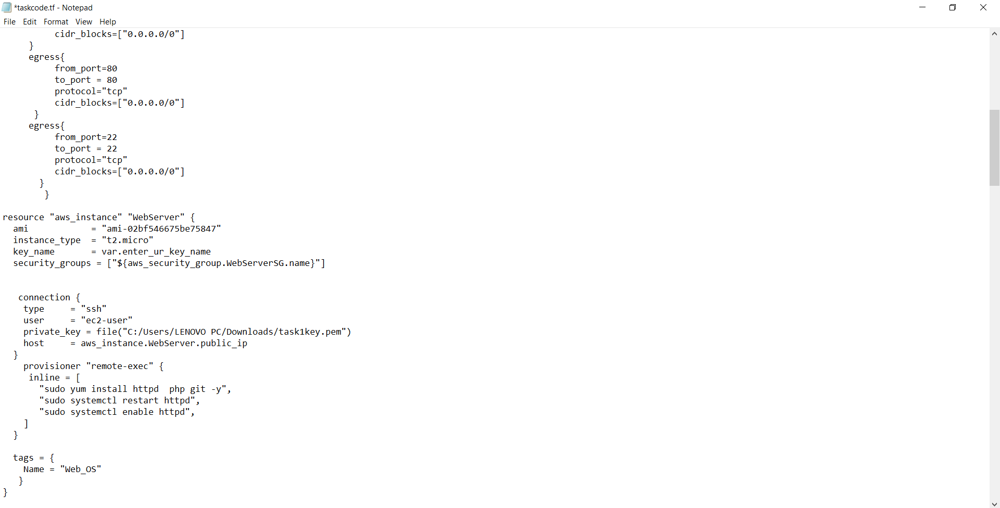 *taskcode.tf - Notepad
File Edit Format View Help
cidr_blocks=["0.0.0.0/0"]
}
egress{
from_port=80
to_port = 80
protocol="tcp"
cidr_blocks=["0.0.0.0/0"]
}
egress{
from_port=22
to_port = 22
protocol="tcp"
cidr_blocks=["0.0.0.0/0"]
}
}
resource "aws_instance" "WebServer" {
ami            = "ami-02bf546675be75847"
instance_type  = "t2.micro"
key_name       = var.enter_ur_key_name
security_groups = ["${aws_security_group.WebServerSG.name}"]
connection {
type     = "ssh"
user     = "ec2-user"
private_key = file("C:/Users/LENOVO PC/Downloads/task1key.pem")
host     = aws_instance.WebServer.public_ip
}
provisioner "remote-exec" {
inline = [
"sudo yum install httpd  php git -y",
"sudo systemctl restart httpd",
"sudo systemctl enable httpd",
]
}
tags = {
Name = "Web_OS"
}
}